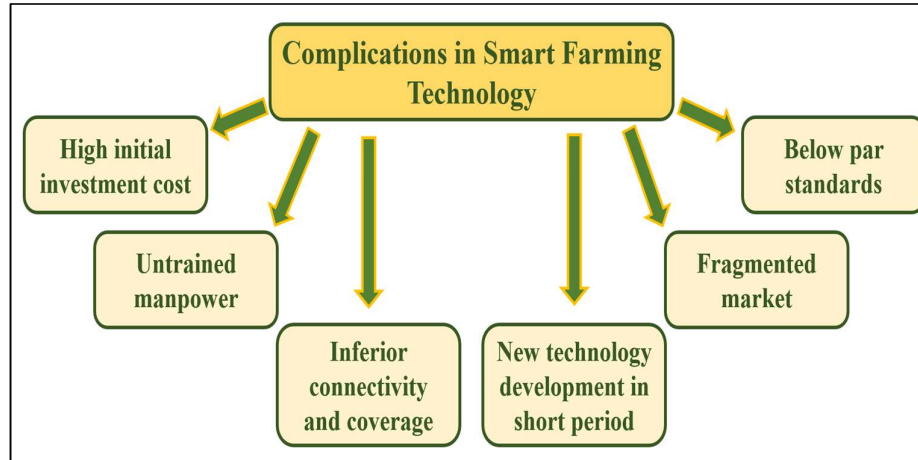 Complications in Smart Farming
Technology
High initial
investment cost
Untrained
manpower
Inferior
connectivity
and coverage
New technology
development in
short period
Fragmented
market
Below par
standards